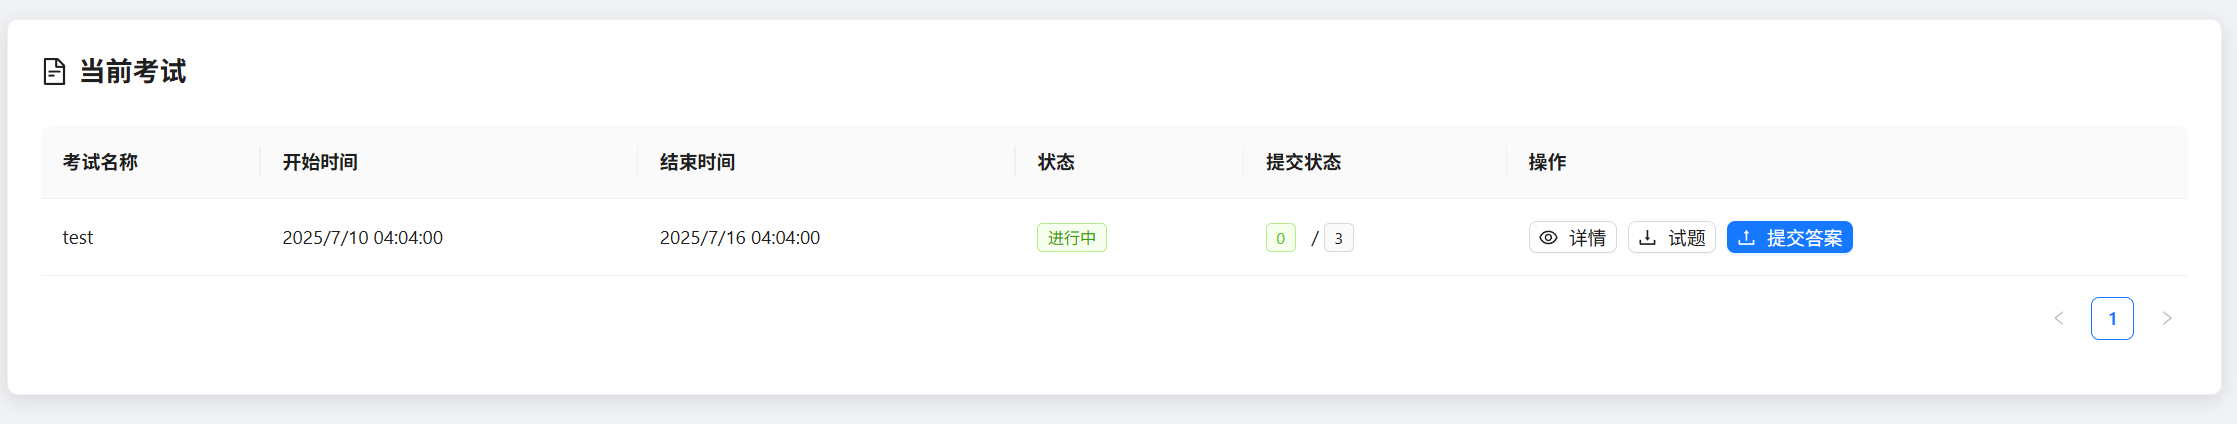 当前考试
考试名称 开始时间 结束时间 状态 提交状态 操作
test 2025/7/10 04:04:00 2025/7/16 04:04:00 进行中 0 / 3 详情 试题 提交答案
< 1 >